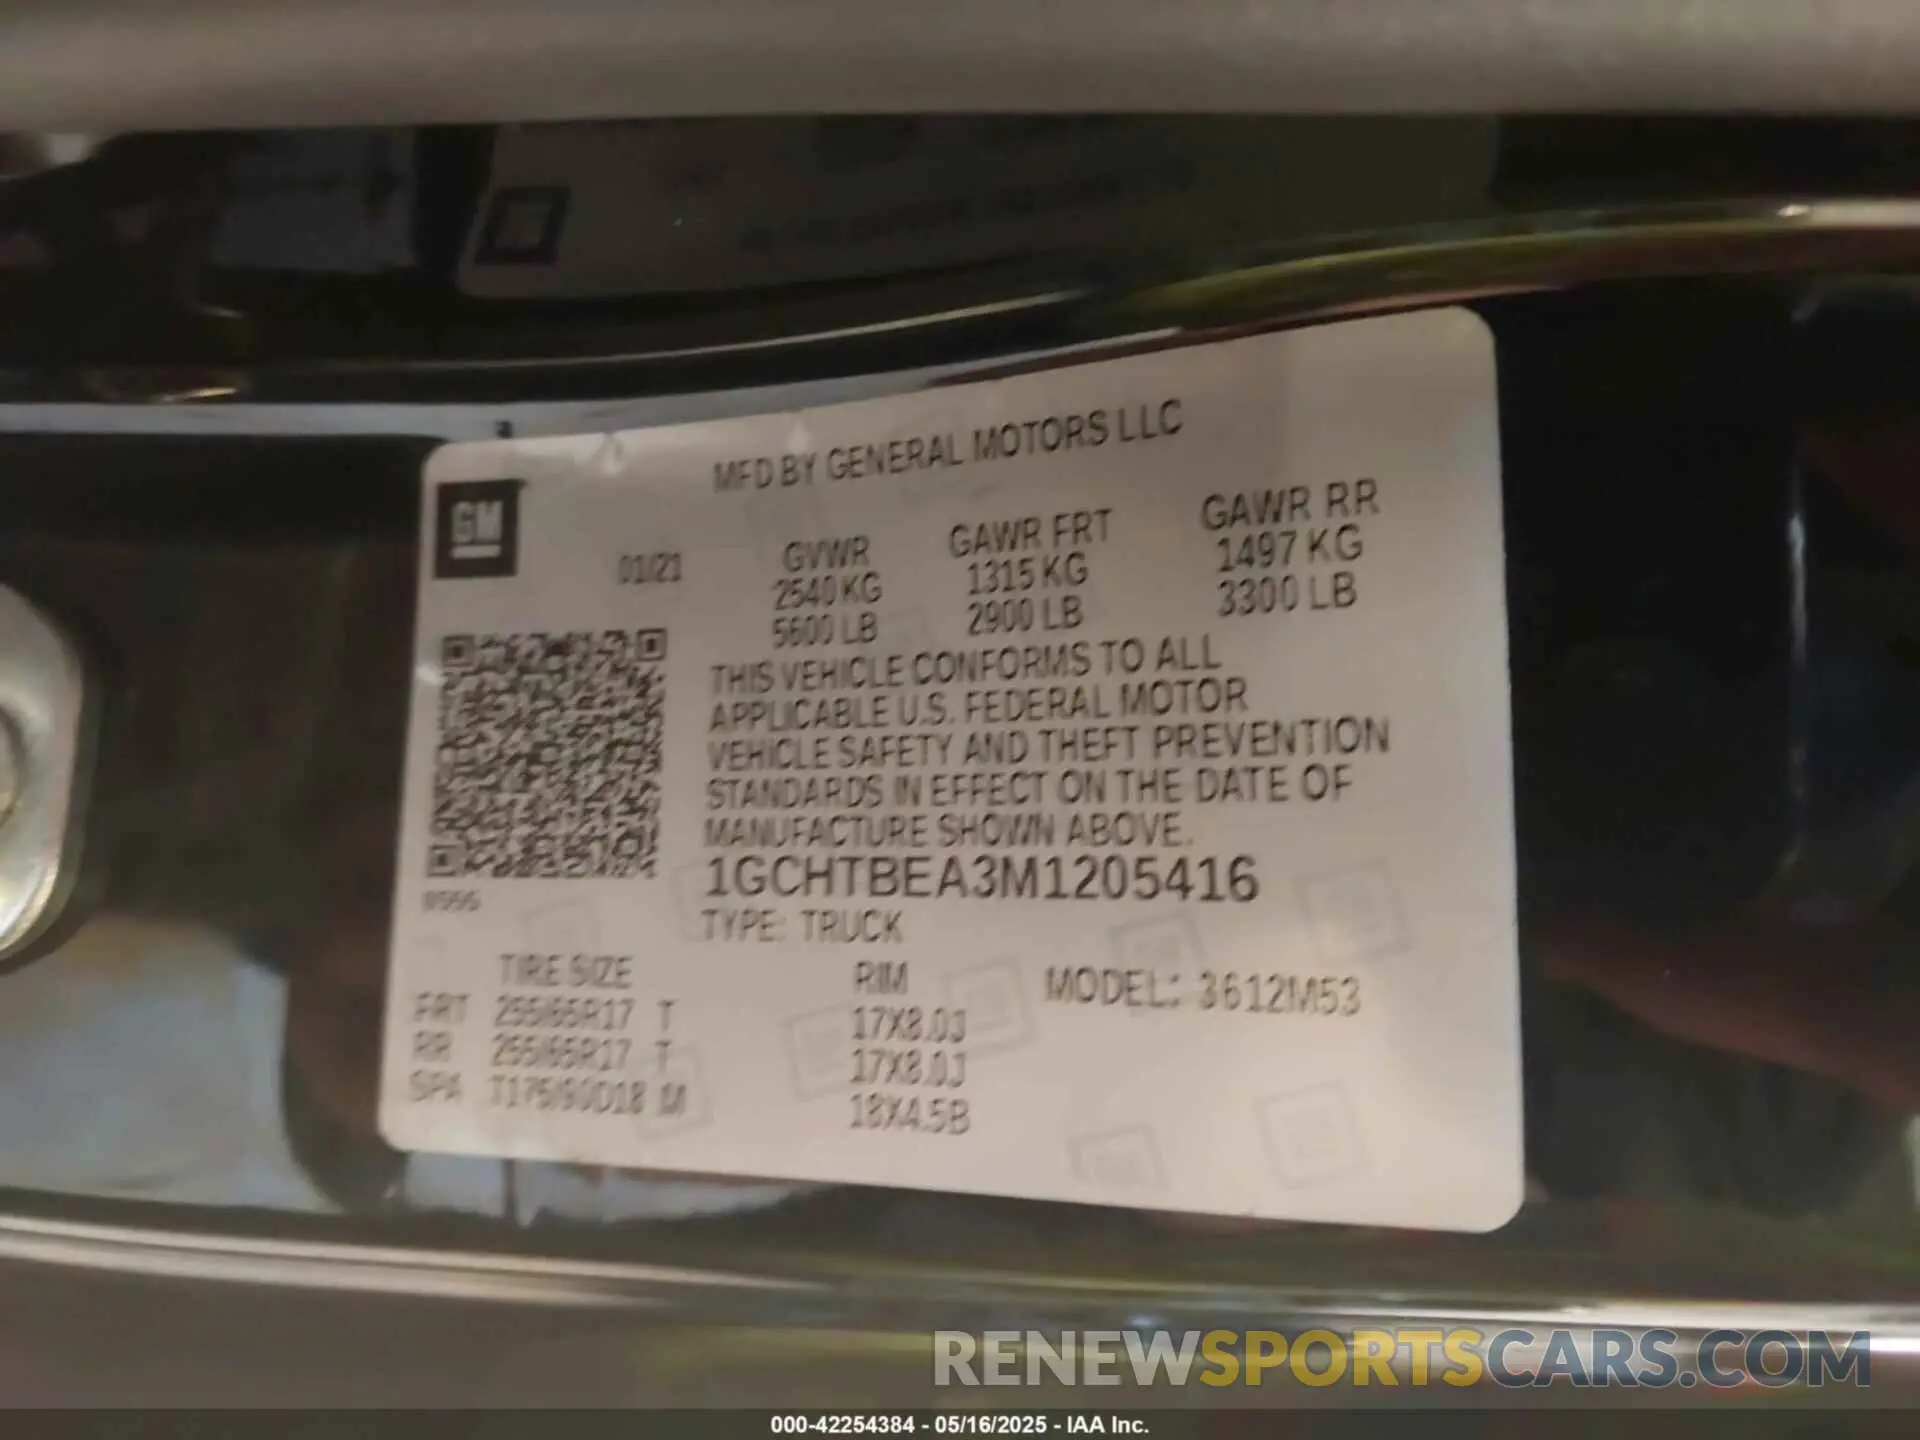 MFD BY GENERAL MOTORS LLC
GM
01/21
GVWR GAWR FRT GAWR RR
2540 KG 1315 KG 1497 KG
5600 LB 2900 LB 3300 LB
THIS VEHICLE CONFORMS TO ALL
APPLICABLE U.S. FEDERAL MOTOR
VEHICLE SAFETY AND THEFT PREVENTION
STANDARDS IN EFFECT ON THE DATE OF
MANUFACTURE SHOWN ABOVE.
1GCHTBEA3M1205416
TYPE: TRUCK
TIRE SIZE RIM MODEL: 3612M53
FRT 255/65R17 T 17X8.0J
RR 255/65R17 T 17X8.0J
SPA T175/90D18 M 18X4.5B
RENEWSPORTSCARS.COM
000-42254384 - 05/16/2025 - IAA Inc.